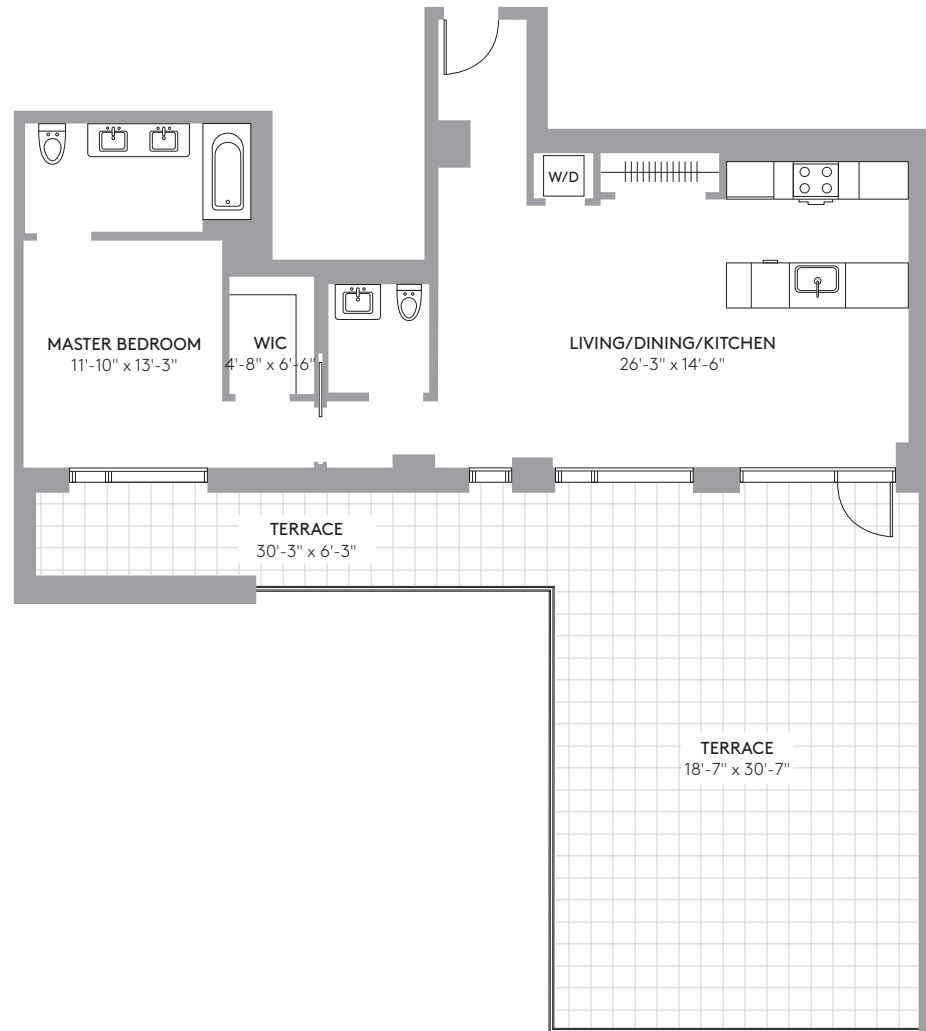 W/D
MASTER BEDROOM
11'-10" x 13'-3"
WIC
4'-8" x 6'-6"
LIVING/DINING/KITCHEN
26'-3" x 14'-6"
TERRACE
30'-3" x 6'-3"
TERRACE
18'-7" x 30'-7"